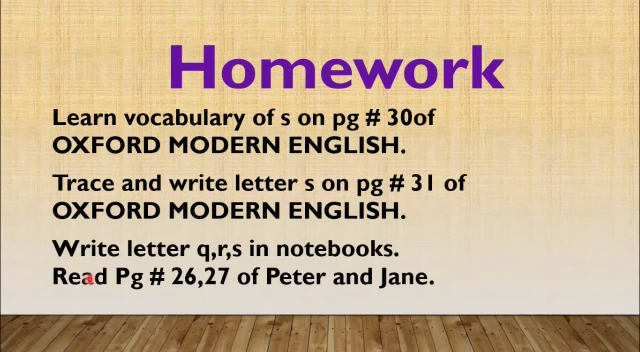 Homework
Learn vocabulary of s on pg # 30of
OXFORD MODERN ENGLISH.
Trace and write letter s on pg # 31 of
OXFORD MODERN ENGLISH.
Write letter q,r,s in notebooks.
Read Pg # 26,27 of Peter and Jane.